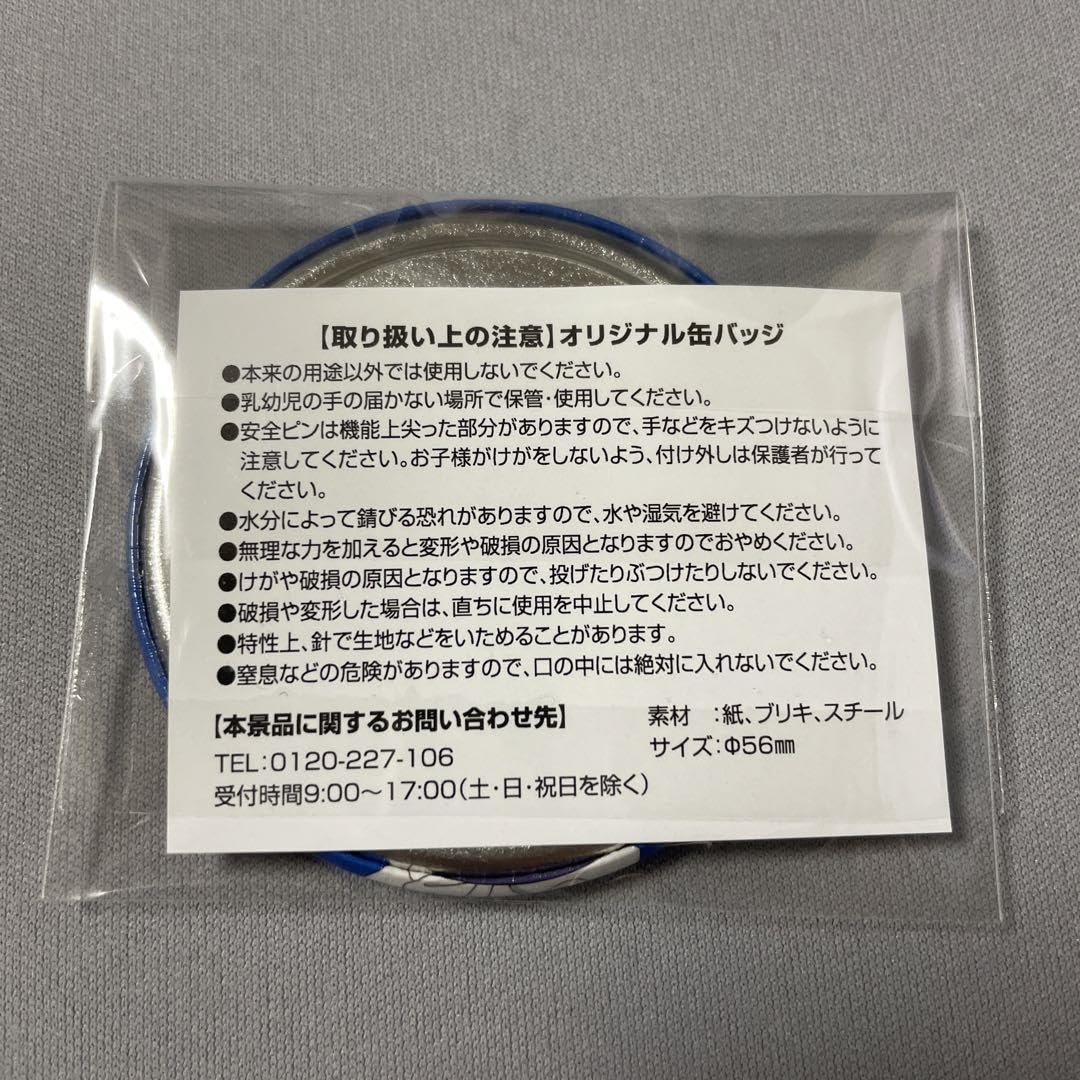 【取り扱い上の注意】オリジナル缶バッジ
●本来の用途以外では使用しないでください。
●乳幼児の手の届かない場所で保管・使用してください。
●安全ピンは機能上尖った部分がありますので、手などをキズつけないように
注意してください。お子様がけがをしないよう、付け外しは保護者が行って
ください。
●水分によって錆びる恐れがありますので、水や湿気を避けてください。
●無理な力を加えると変形や破損の原因となりますのでおやめください。
●けがや破損の原因となりますので、投げたりぶつけたりしないでください。
●破損や変形した場合は、直ちに使用を中止してください。
●特性上、針で生地などをいためることがあります。
●窒息などの危険がありますので、口の中には絶対に入れないでください。
【本景品に関するお問い合わせ先】
TEL:0120-227-106
受付時間9:00～17:00(土・日・祝日を除く)
素材 :紙、ブリキ、スチール
サイズ:Φ56㎜